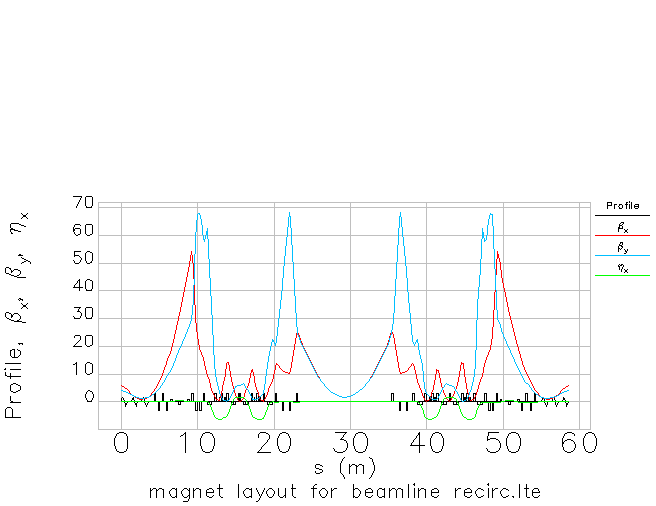 Profile, βx, βy, ηx
70
60
50
40
30
20
10
0
0 10 20 30 40 50 60
s (m)
magnet layout for beamline recirc.lte
Profile
βx
βy
ηx